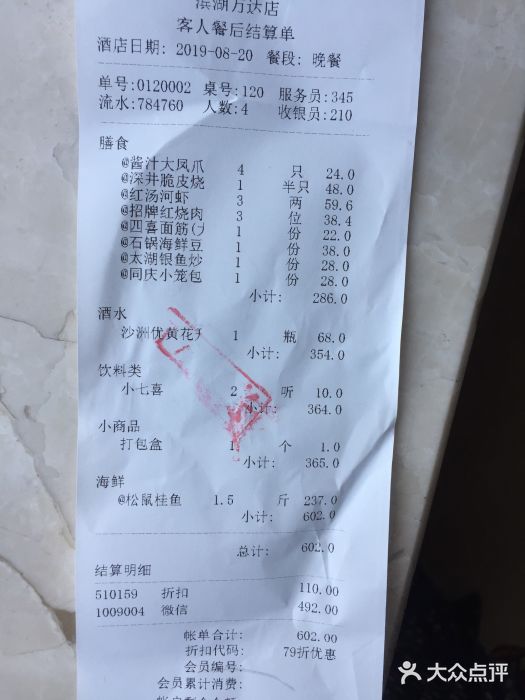 滨湖万达店
客人餐后结算单
酒店日期: 2019-08-20 餐段: 晚餐
单号:0120002 桌号:120 服务员:345
流水:784760 人数:4 收银员:210
膳食
@酱汁大凤爪 4 只 24.0
@深井脆皮烧 1 半只 48.0
@红汤河虾 3 两 59.6
@招牌红烧肉 3 位 38.4
@四喜面筋( 1 份 22.0
@石锅海鲜豆 1 份 38.0
@太湖银鱼炒 1 份 28.0
@同庆小笼包 1 份 28.0
小计: 286.0
酒水
沙洲优黄花 1 瓶 68.0
小计: 354.0
饮料类
小七喜 2 听 10.0
小计: 364.0
小商品
打包盒 1 个 1.0
小计: 365.0
海鲜
@松鼠桂鱼 1.5 斤 237.0
小计: 602.0
总计: 602.0
结算明细
510159 折扣 110.00
1009004 微信 492.00
帐单合计: 602.00
折扣代码: 79折优惠
会员编号:
会员累计消费:
大众点评